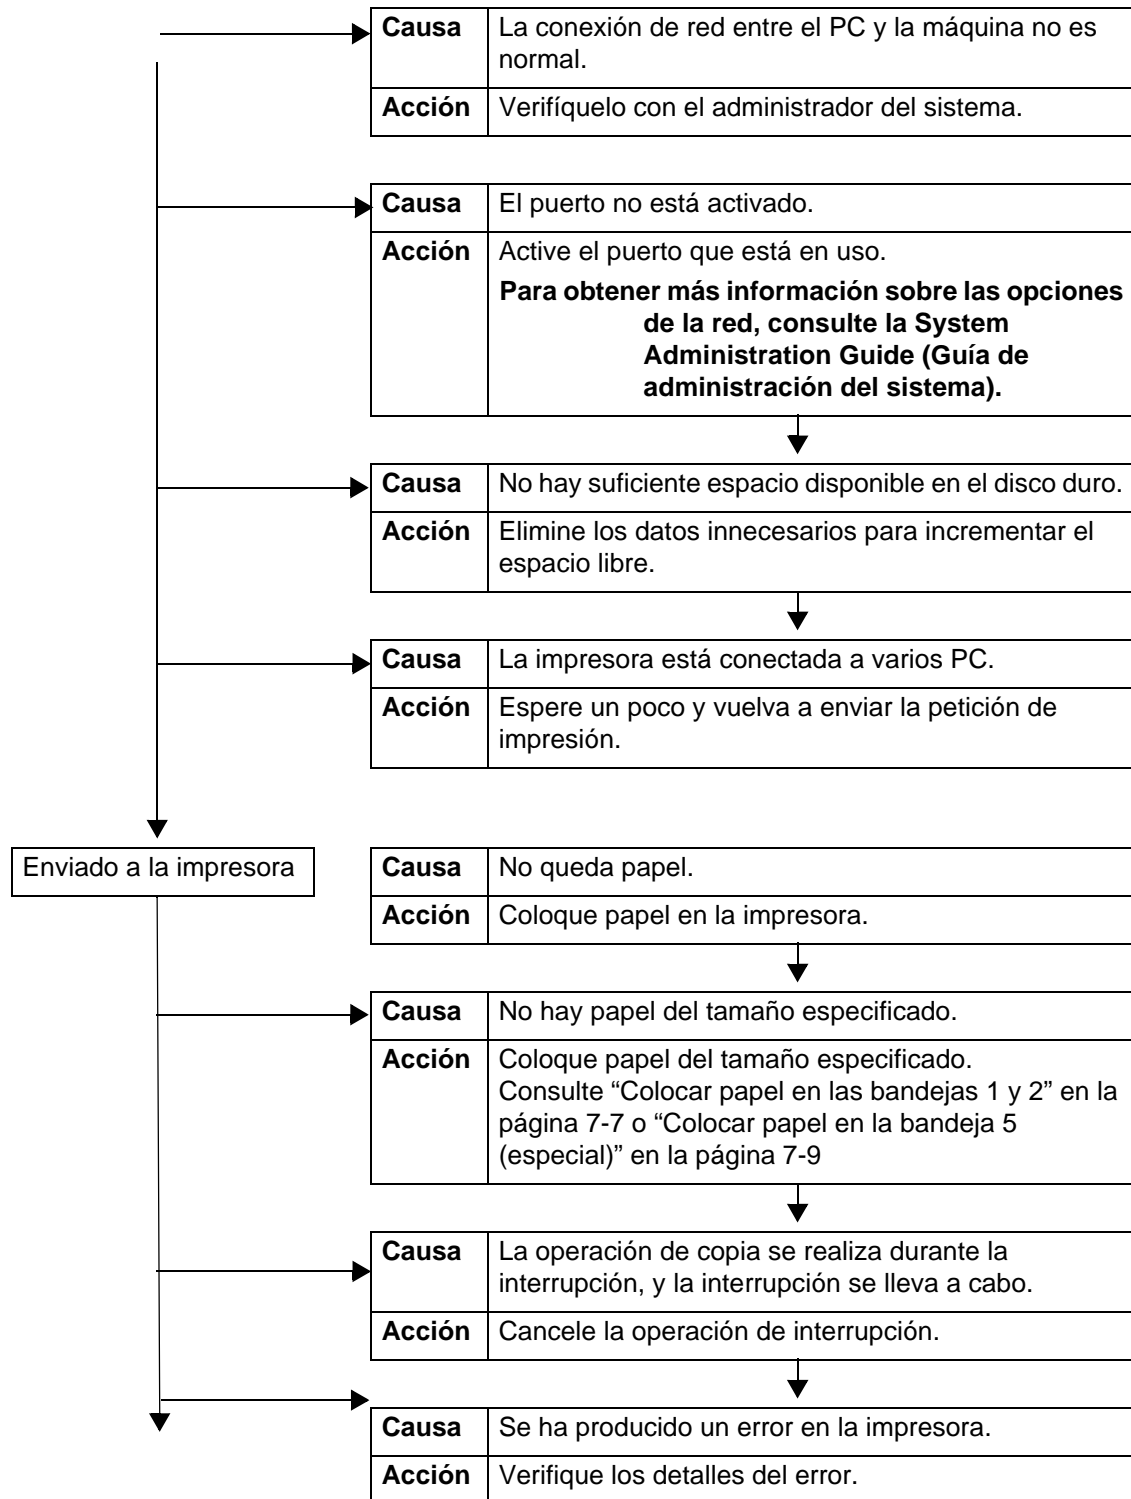 Causa La conexión de red entre el PC y la máquina no es
normal.
Acción Verifíquelo con el administrador del sistema.
Causa El puerto no está activado.
Acción Active el puerto que está en uso.
Para obtener más información sobre las opciones
de la red, consulte la System
Administration Guide (Guía de
administración del sistema).
Causa No hay suficiente espacio disponible en el disco duro.
Acción Elimine los datos innecesarios para incrementar el
espacio libre.
Causa La impresora está conectada a varios PC.
Acción Espere un poco y vuelva a enviar la petición de
impresión.
Enviado a la impresora
Causa No queda papel.
Acción Coloque papel en la impresora.
Causa No hay papel del tamaño especificado.
Acción Coloque papel del tamaño especificado.
Consulte “Colocar papel en las bandejas 1 y 2” en la
página 7-7 o “Colocar papel en la bandeja 5
(especial)” en la página 7-9
Causa La operación de copia se realiza durante la
interrupción, y la interrupción se lleva a cabo.
Acción Cancele la operación de interrupción.
Causa Se ha producido un error en la impresora.
Acción Verifique los detalles del error.